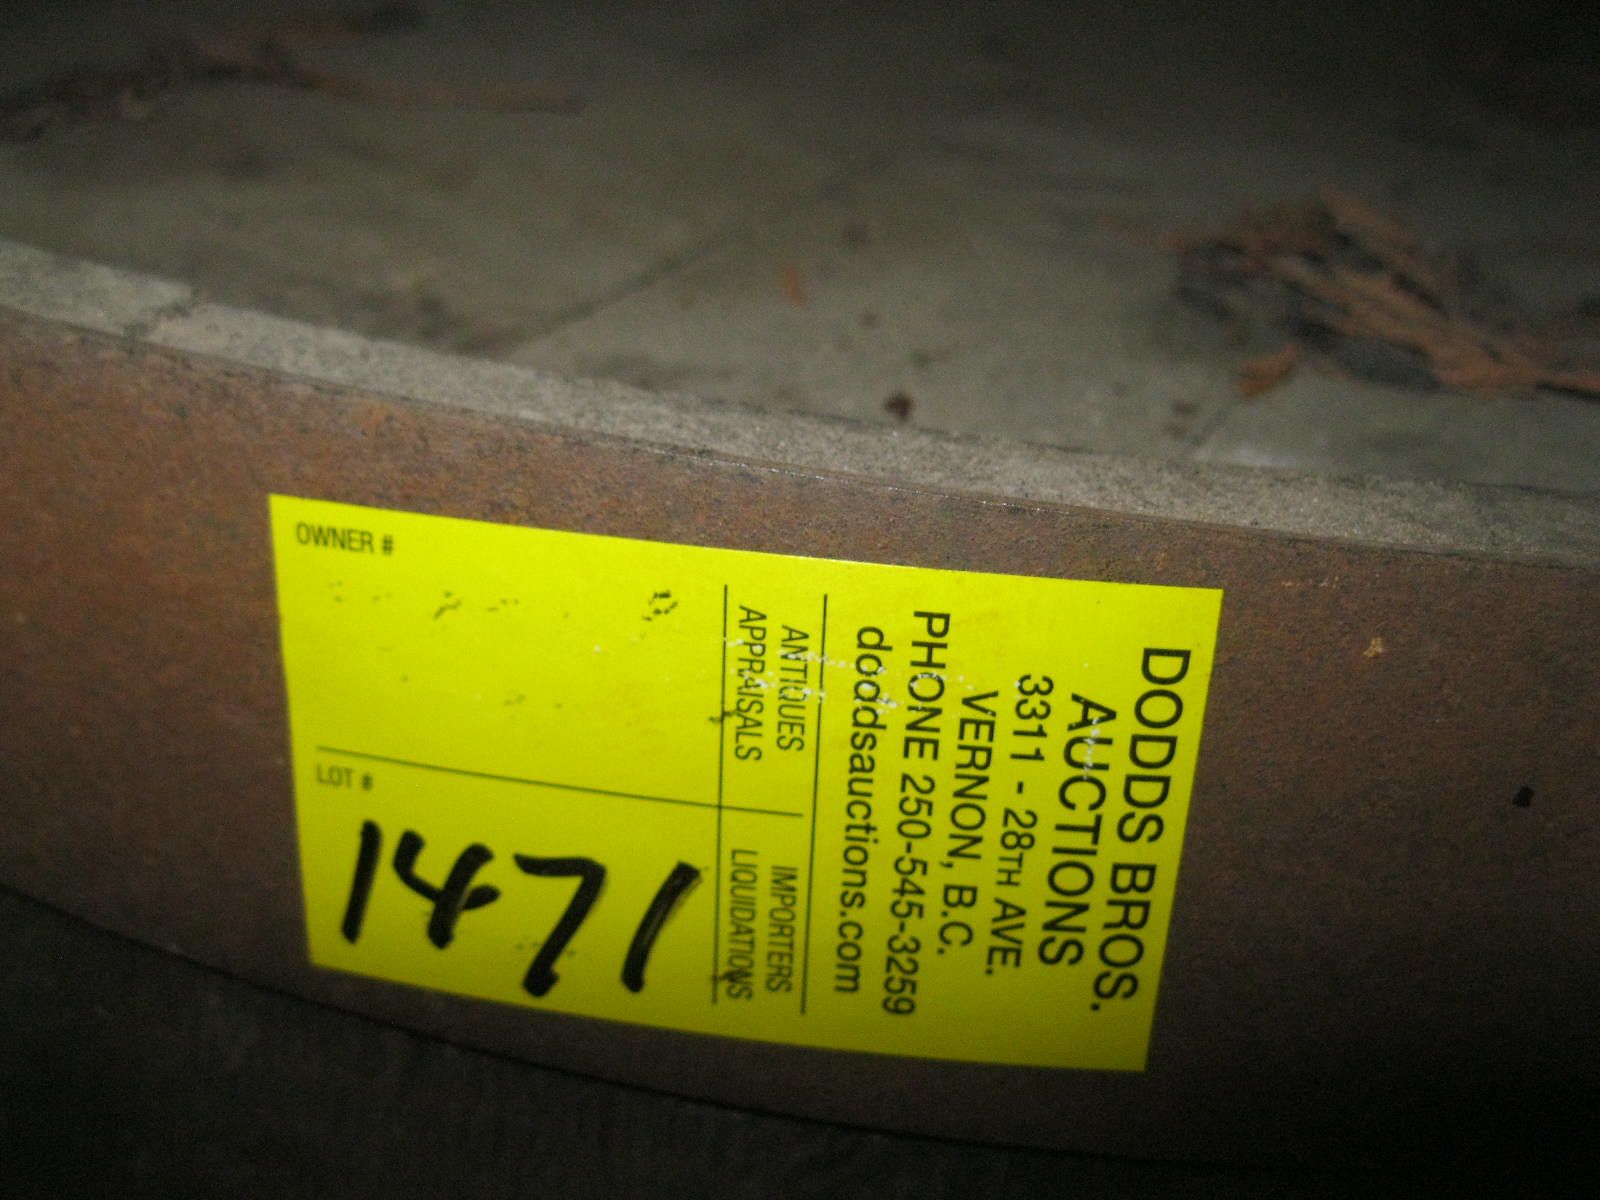 DODDS BROS.
AUCTIONS
3311 - 28TH AVE.
VERNON, B.C.
PHONE 250-545-3259
doddsauctions.com
ANTIQUES
APPRAISALS
IMPORTERS
LIQUIDATIONS
OWNER #
LOT #
1471